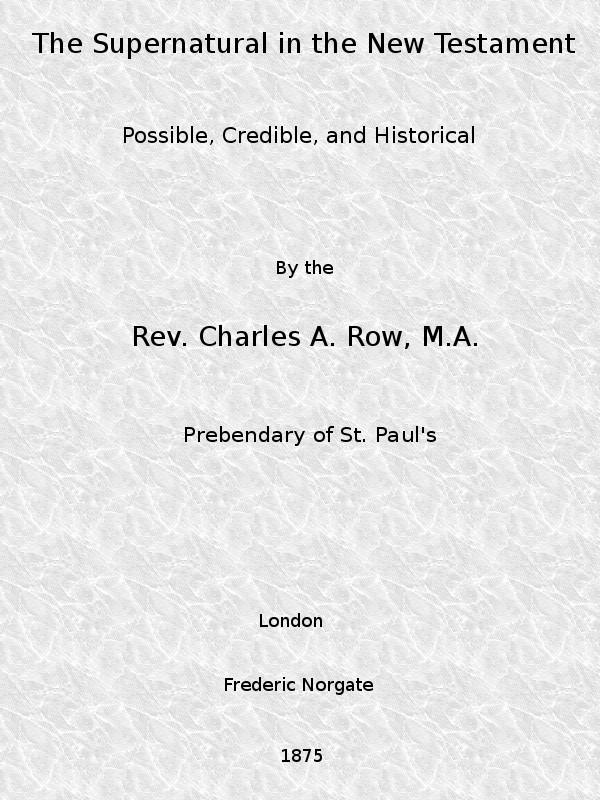 The Supernatural in the New Testament
Possible, Credible, and Historical
By the
Rev. Charles A. Row, M.A.
Prebendary of St. Paul's
London
Frederic Norgate
1875